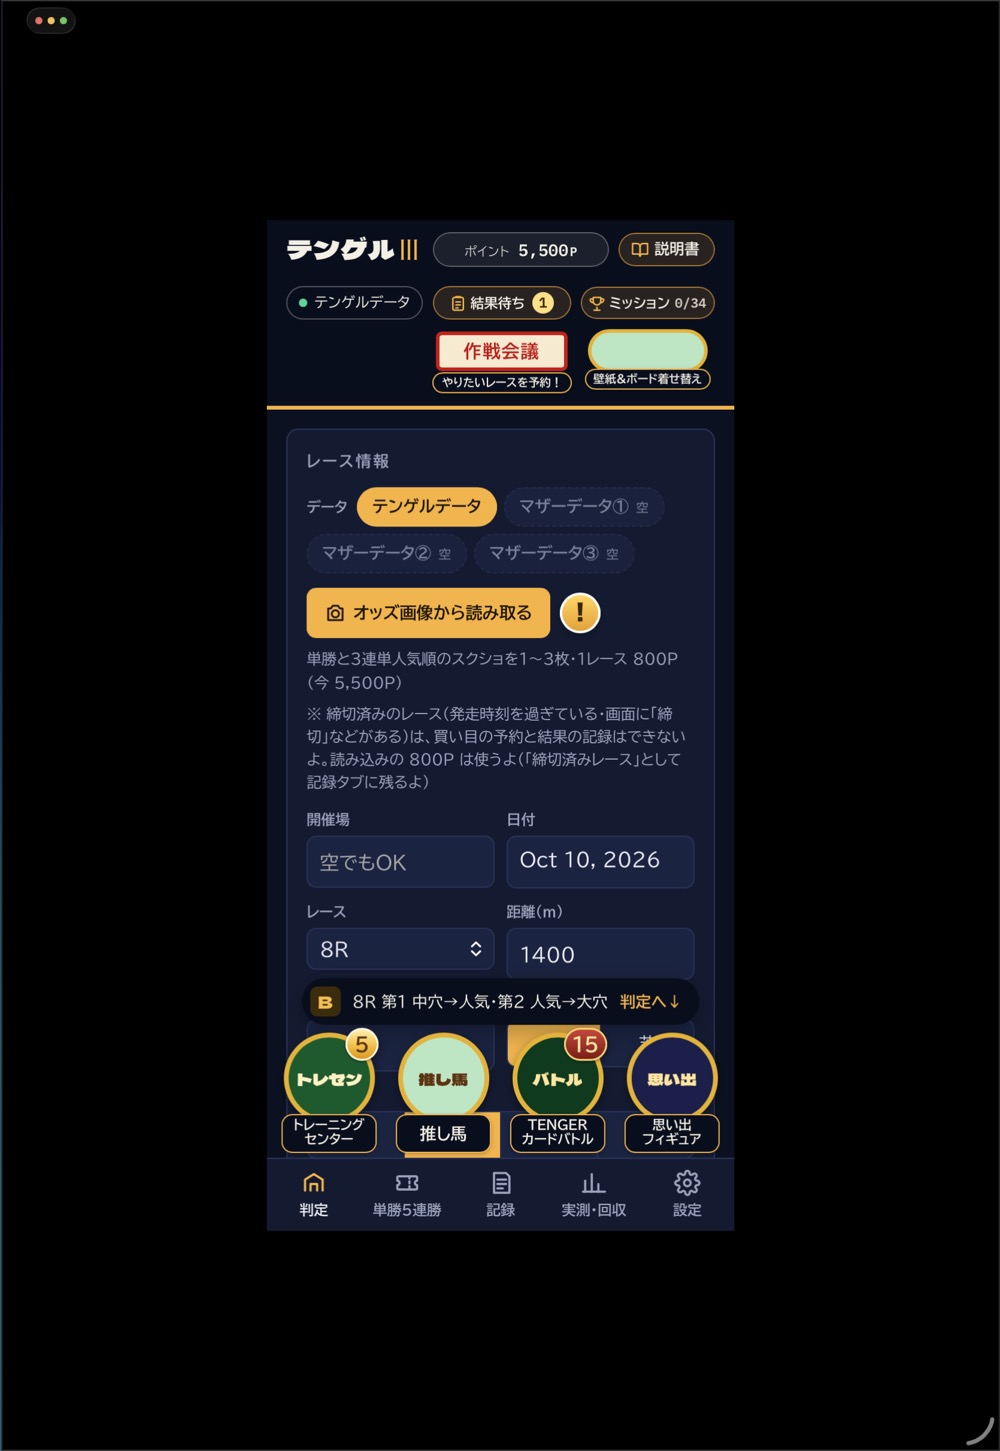 テンゲル
ポイント 5,500P
説明書
テンゲルデータ
結果待ち 1
ミッション 0/34
作戦会議
やりたいレースを予約！
壁紙&ボード着せ替え
レース情報
データ
テンゲルデータ
マザーデータ① 空
マザーデータ② 空
マザーデータ③ 空
オッズ画像から読み取る
!
単勝と3連単人気順のスクショを1〜3枚・1レース 800P
(今 5,500P)
※ 締切済みのレース(発走時刻を過ぎている・画面に「締
切」などがある)は、買い目の予約と結果の記録はできない
よ。読み込みの 800P は使うよ(「締切済みレース」として
記録タブに残るよ)
開催場
日付
空でもOK
Oct 10, 2026
レース
距離(m)
8R
1400
B 8R 第1 中穴→人気・第2 人気→大穴 判定へ↓
5
15
トレセン
推し馬
バトル
思い出
トレーニング
センター
推し馬
TENGER
カードバトル
思い出
フィギュア
判定
単勝5連勝
記録
実測・回収
設定